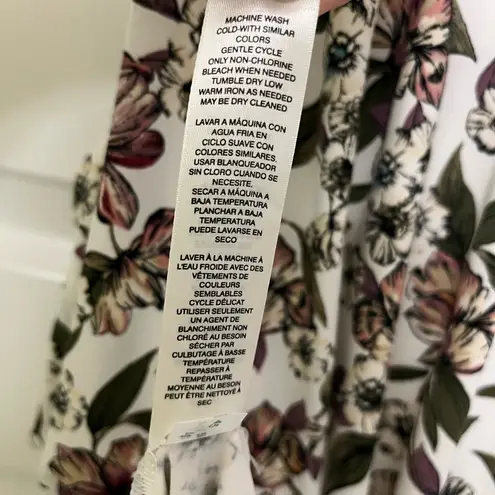 MACHINE WASH
COLD-WITH SIMILAR
COLORS
GENTLE CYCLE
ONLY NON-CHLORINE
BLEACH WHEN NEEDED
TUMBLE DRY LOW
WARM IRON AS NEEDED
MAY BE DRY CLEANED
LAVAR A MÁQUINA CON
AGUA FRIA EN
CICLO SUAVE CON
COLORES SIMILARES.
USAR BLANQUEADOR
SIN CLORO CUANDO SE
NECESITE.
SECAR A MÁQUINA A
BAJA TEMPERATURA
PLANCHAR A BAJA
TEMPERATURA
PUEDE LAVARSE EN
SECO
LAVER À LA MACHINE À
L'EAU FROIDE AVEC DES
VÊTEMENTS DE
COULEURS
SEMBLABLES
CYCLE DÉLICAT
UTILISER SEULEMENT
UN AGENT DE
BLANCHIMENT NON
CHLORÉ AU BESOIN
SÉCHER PAR
CULBUTAGE À BASSE
TEMPÉRATURE
REPASSER À
TEMPÉRATURE
MOYENNE AU BESOIN
PEUT ÊTRE NETTOYÉ À
SEC